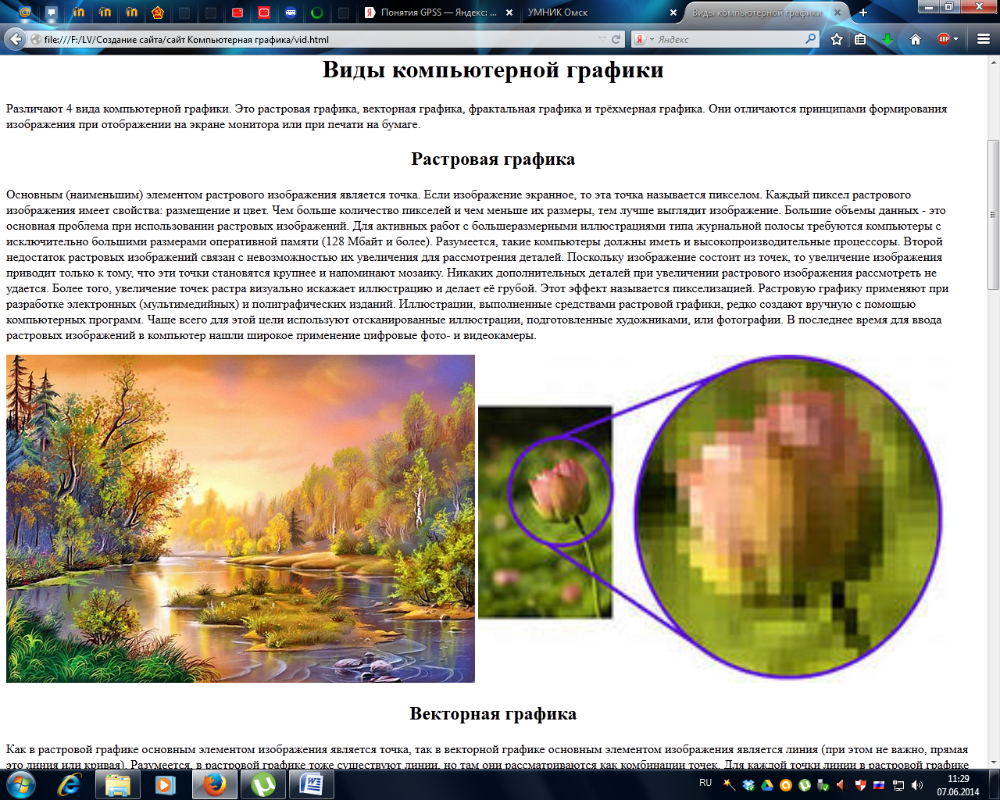 Понятия GPSS — Яндекс: ...
УМНИК Омск
Виды компьютерной графики
file:///F:/LV/Создание сайта/сайт Компьютерная графика/vid.html
Яндекс
ABP
Виды компьютерной графики
Различают 4 вида компьютерной графики. Это растровая графика, векторная графика, фрактальная графика и трёхмерная графика. Они отличаются принципами формирования
изображения при отображении на экране монитора или при печати на бумаге.
Растровая графика
Основным (наименьшим) элементом растрового изображения является точка. Если изображение экранное, то эта точка называется пикселом. Каждый пиксел растрового
изображения имеет свойства: размещение и цвет. Чем больше количество пикселей и чем меньше их размеры, тем лучше выглядит изображение. Большие объемы данных - это
основная проблема при использовании растровых изображений. Для активных работ с большеразмерными иллюстрациями типа журнальной полосы требуются компьютеры с
исключительно большими размерами оперативной памяти (128 Мбайт и более). Разумеется, такие компьютеры должны иметь и высокопроизводительные процессоры. Второй
недостаток растровых изображений связан с невозможностью их увеличения для рассмотрения деталей. Поскольку изображение состоит из точек, то увеличение изображения
приводит только к тому, что эти точки становятся крупнее и напоминают мозаику. Никаких дополнительных деталей при увеличении растрового изображения рассмотреть не
удается. Более того, увеличение точек растра визуально искажает иллюстрацию и делает её грубой. Этот эффект называется пикселизацией. Растровую графику применяют при
разработке электронных (мультимедийных) и полиграфических изданий. Иллюстрации, выполненные средствами растровой графики, редко создают вручную с помощью
компьютерных программ. Чаще всего для этой цели используют отсканированные иллюстрации, подготовленные художниками, или фотографии. В последнее время для ввода
растровых изображений в компьютер нашли широкое применение цифровые фото- и видеокамеры.
Векторная графика
Как в растровой графике основным элементом изображения является точка, так в векторной графике основным элементом изображения является линия (при этом не важно, прямая
это линия или кривая). Разумеется, в растровой графике тоже существуют линии, но там они рассматриваются как комбинации точек. Для каждой точки линии в растровой графике
RU
11:29
07.06.2014